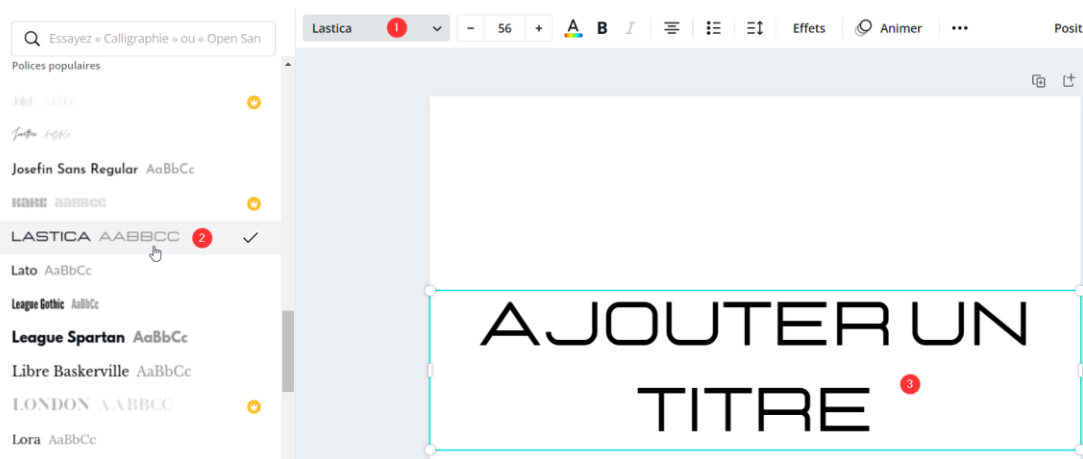 Essayez « Calligraphie » ou « Open San
Polices populaires
Josefin Sans Regular AaBbCc
KARE AABBCC
LASTICA AABBCC 2
Lato AaBbCc
League Gothic AaBbCc
League Spartan AaBbCc
Libre Baskerville AaBbCc
LONDON AABBCC
Lora AaBbCc
Lastica 1 - 56 + A B I Effets Animer ••• Posit
AJOUTER UN
TITRE 3